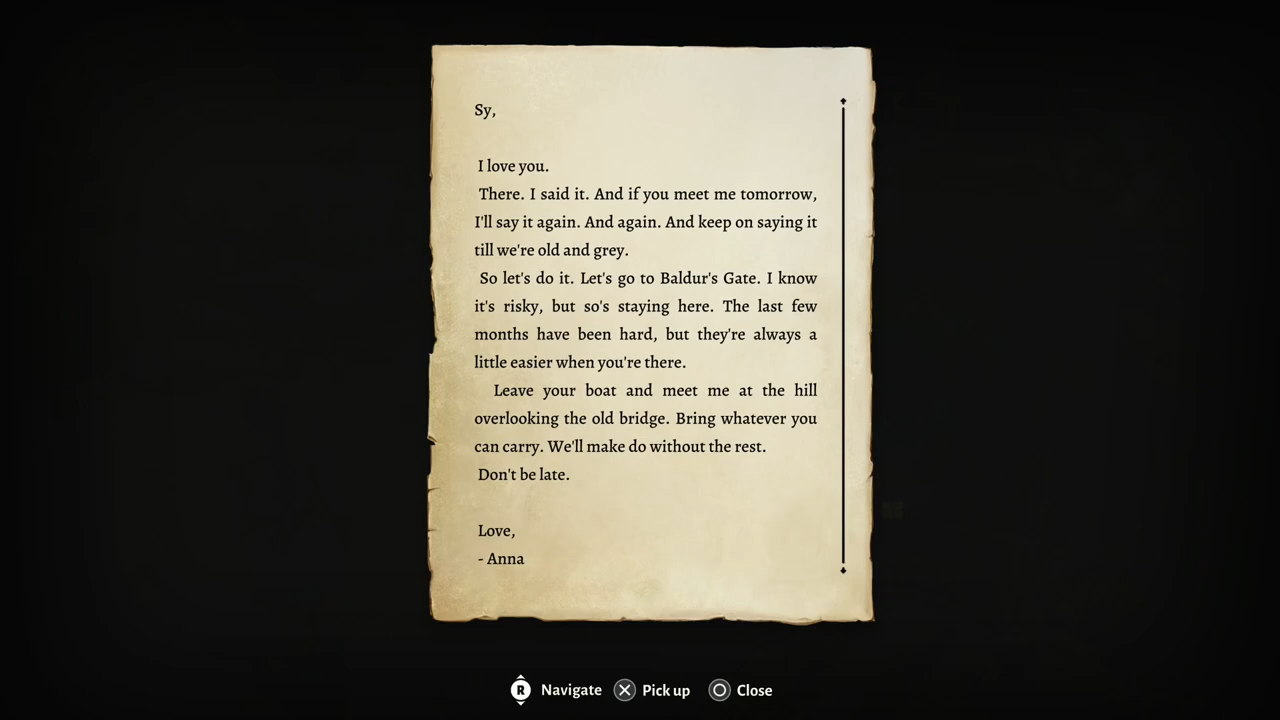 Sy,
I love you.
There. I said it. And if you meet me tomorrow,
I'll say it again. And again. And keep on saying it
till we're old and grey.
So let's do it. Let's go to Baldur's Gate. I know
it's risky, but so's staying here. The last few
months have been hard, but they're always a
little easier when you're there.
Leave your boat and meet me at the hill
overlooking the old bridge. Bring whatever you
can carry. We'll make do without the rest.
Don't be late.
Love,
- Anna
R Navigate Pick up Close